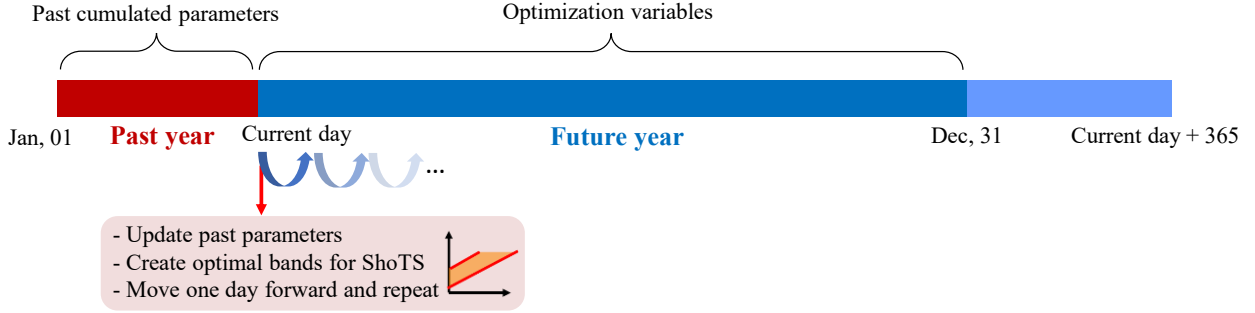 Past cumulated parameters
Optimization variables
Jan, 01
Past year
Current day
Future year
Dec, 31
Current day + 365
...
- Update past parameters
- Create optimal bands for ShoTS
- Move one day forward and repeat